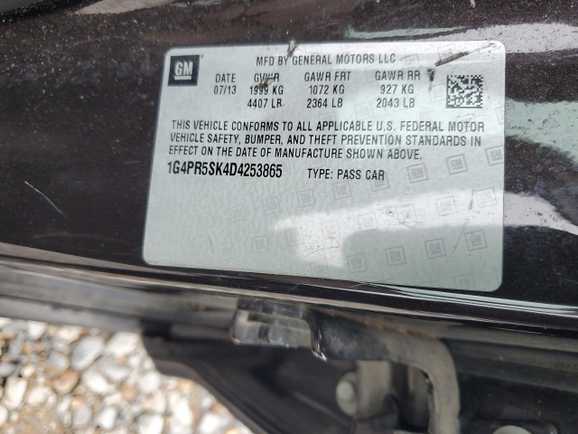 GM
MFD BY GENERAL MOTORS LLC
DATE GVWR GAWR FRT GAWR RR
07/13 1999 KG 1072 KG 927 KG
4407 LB 2364 LB 2043 LB
THIS VEHICLE CONFORMS TO ALL APPLICABLE U.S. FEDERAL MOTOR
VEHICLE SAFETY, BUMPER, AND THEFT PREVENTION STANDARDS IN
EFFECT ON THE DATE OF MANUFACTURE SHOWN ABOVE.
1G4PR5SK4D4253865 TYPE: PASS CAR